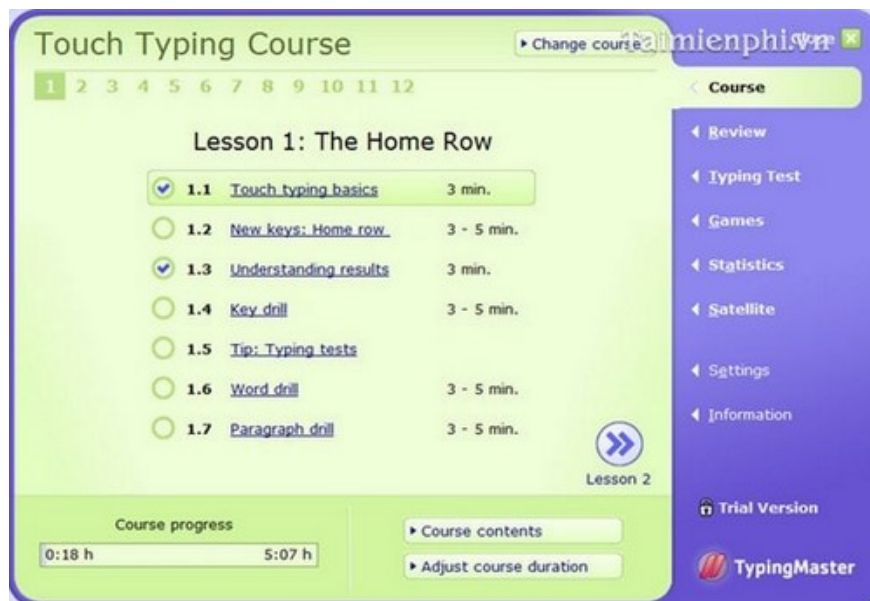 Touch Typing Course
Change course
Taimienphi.vn
Close
1 2 3 4 5 6 7 8 9 10 11 12
Lesson 1: The Home Row
1.1 Touch typing basics 3 min.
1.2 New keys: Home row 3 - 5 min.
1.3 Understanding results 3 min.
1.4 Key drill 3 - 5 min.
1.5 Tip: Typing tests
1.6 Word drill 3 - 5 min.
1.7 Paragraph drill 3 - 5 min.
Lesson 2
Course progress
0:18 h 5:07 h
Course contents
Adjust course duration
Course
Review
Typing Test
Games
Statistics
Satellite
Settings
Information
Trial Version
TypingMaster